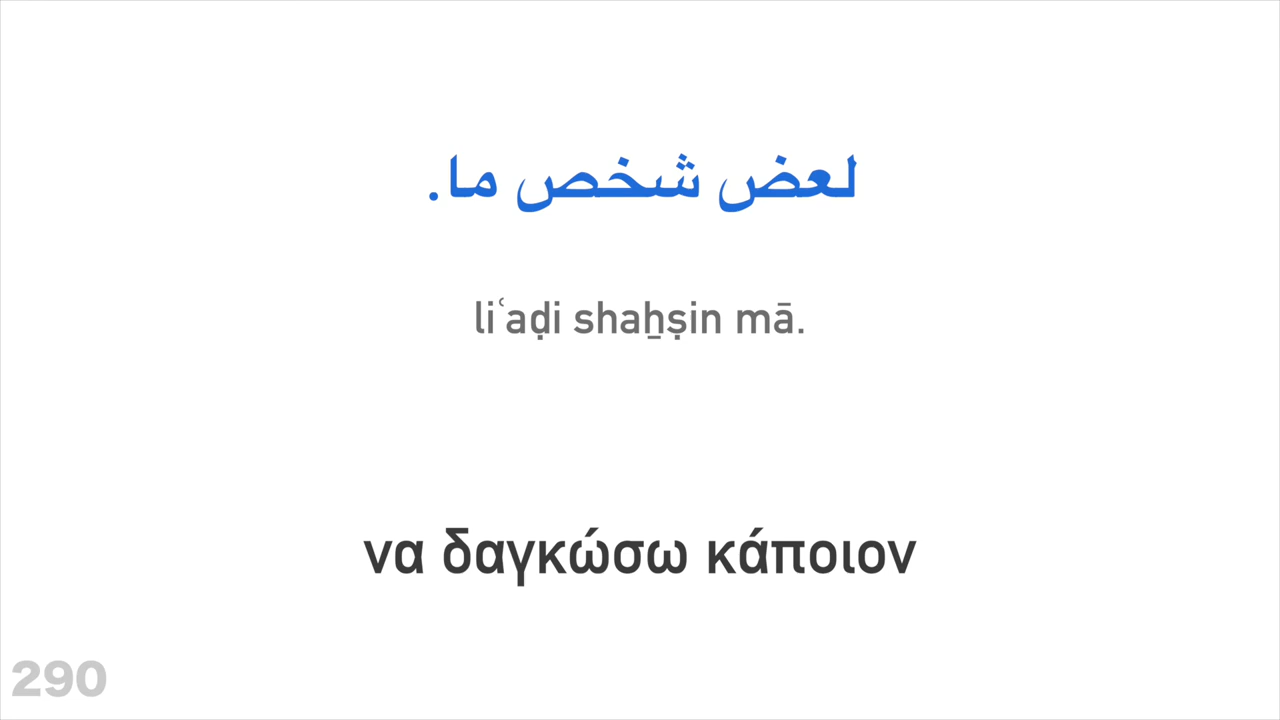 لعض شخص ما.
liʿaḍi shaẖṣin mā.
να δαγκώσω κάποιον
290